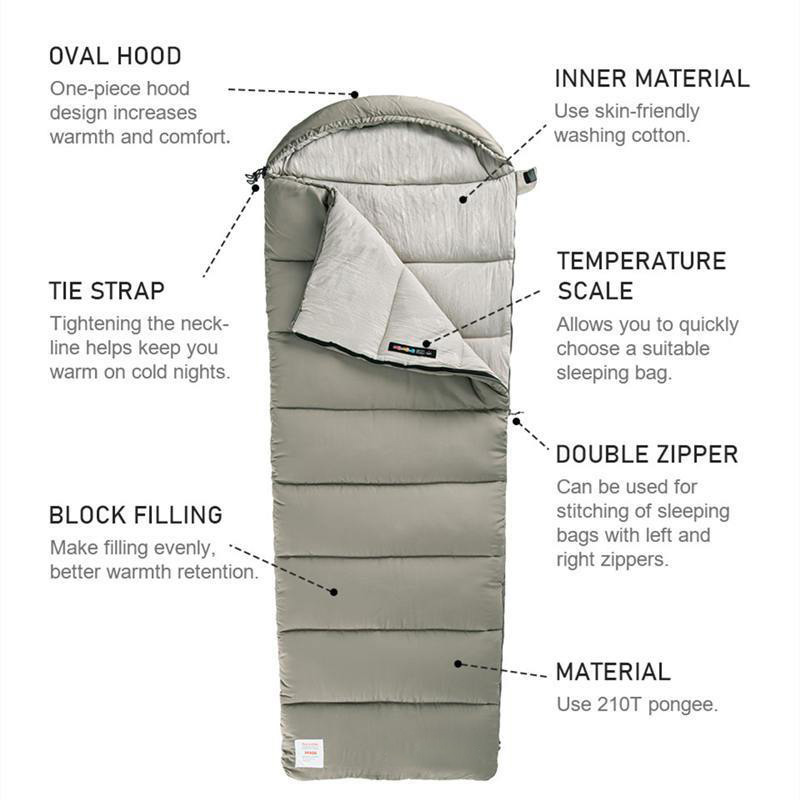 OVAL HOOD
One-piece hood
design increases
warmth and comfort.
INNER MATERIAL
Use skin-friendly
washing cotton.
TIE STRAP
Tightening the neck-
line helps keep you
warm on cold nights.
TEMPERATURE
SCALE
Allows you to quickly
choose a suitable
sleeping bag.
DOUBLE ZIPPER
Can be used for
stitching of sleeping
bags with left and
right zippers.
BLOCK FILLING
Make filling evenly,
better warmth retention.
MATERIAL
Use 210T pongee.